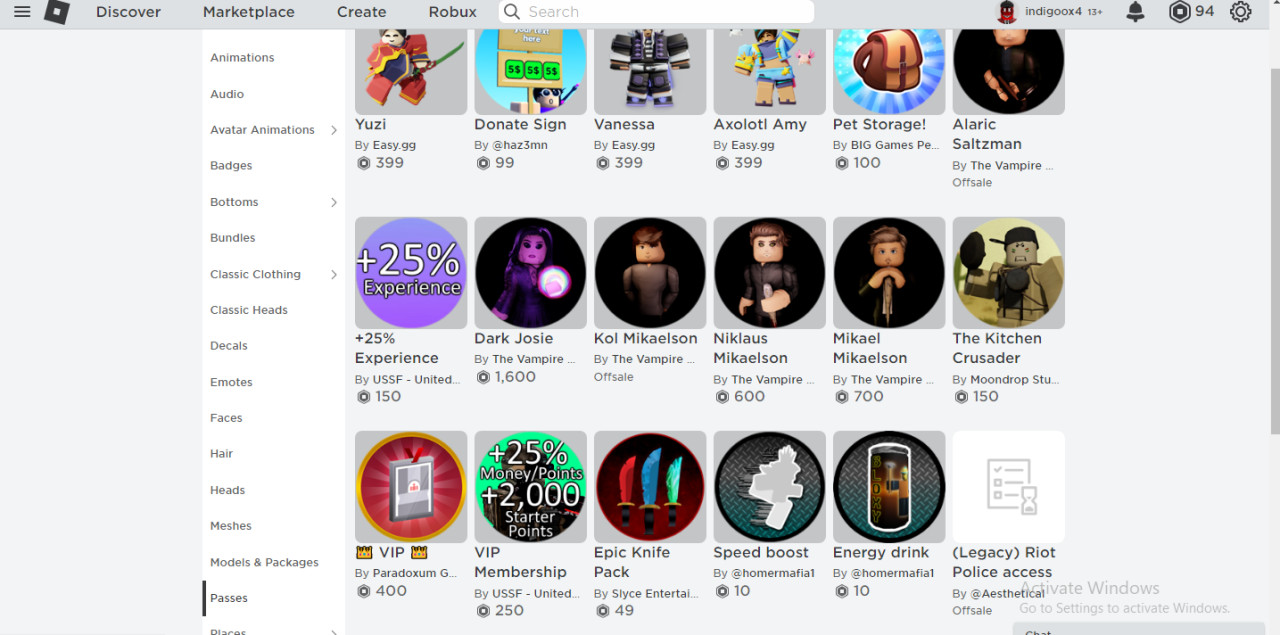 Discover
Marketplace
Create
Robux
Search
indigoox4 13+
94
Animations
Audio
Avatar Animations
Badges
Bottoms
Bundles
Classic Clothing
Classic Heads
Decals
Emotes
Faces
Hair
Heads
Meshes
Models & Packages
Passes
Places
Your text
here
5$ 5$ 5$
Yuzi
By Easy.gg
399
Donate Sign
By @haz3mn
99
Vanessa
By Easy.gg
399
Axolotl Amy
By Easy.gg
399
Pet Storage!
By BIG Games Pe...
100
Alaric
Saltzman
By The Vampire ...
Offsale
+25%
Experience
+25%
Experience
By USSF - United...
150
Dark Josie
By The Vampire ...
1,600
Kol Mikaelson
By The Vampire ...
Offsale
Niklaus
Mikaelson
By The Vampire ...
600
Mikael
Mikaelson
By The Vampire ...
700
The Kitchen
Crusader
By Moondrop Stu...
150
👑 VIP 👑
By Paradoxum G...
400
+25%
Money/Points
+2,000
Starter
Points
VIP
Membership
By USSF - United...
250
Epic Knife
Pack
By Slyce Entertai...
49
Speed boost
By @homermafia1
10
Energy drink
By @homermafia1
10
(Legacy) Riot
Police access
By @Aesthetical
Offsale
Activate Windows
Go to Settings to activate Windows.
Chat